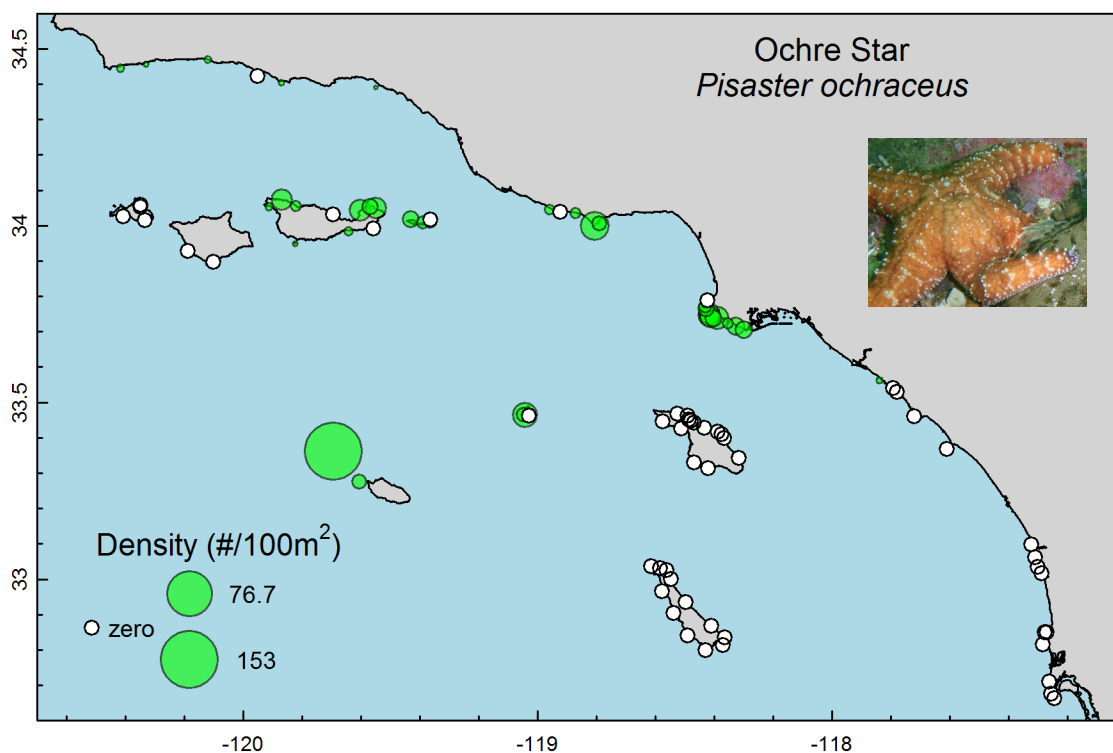 Ochre Star
Pisaster ochraceus
34.5
34
33.5
33
Density (#/100m²)
76.7
zero
153
-120
-119
-118